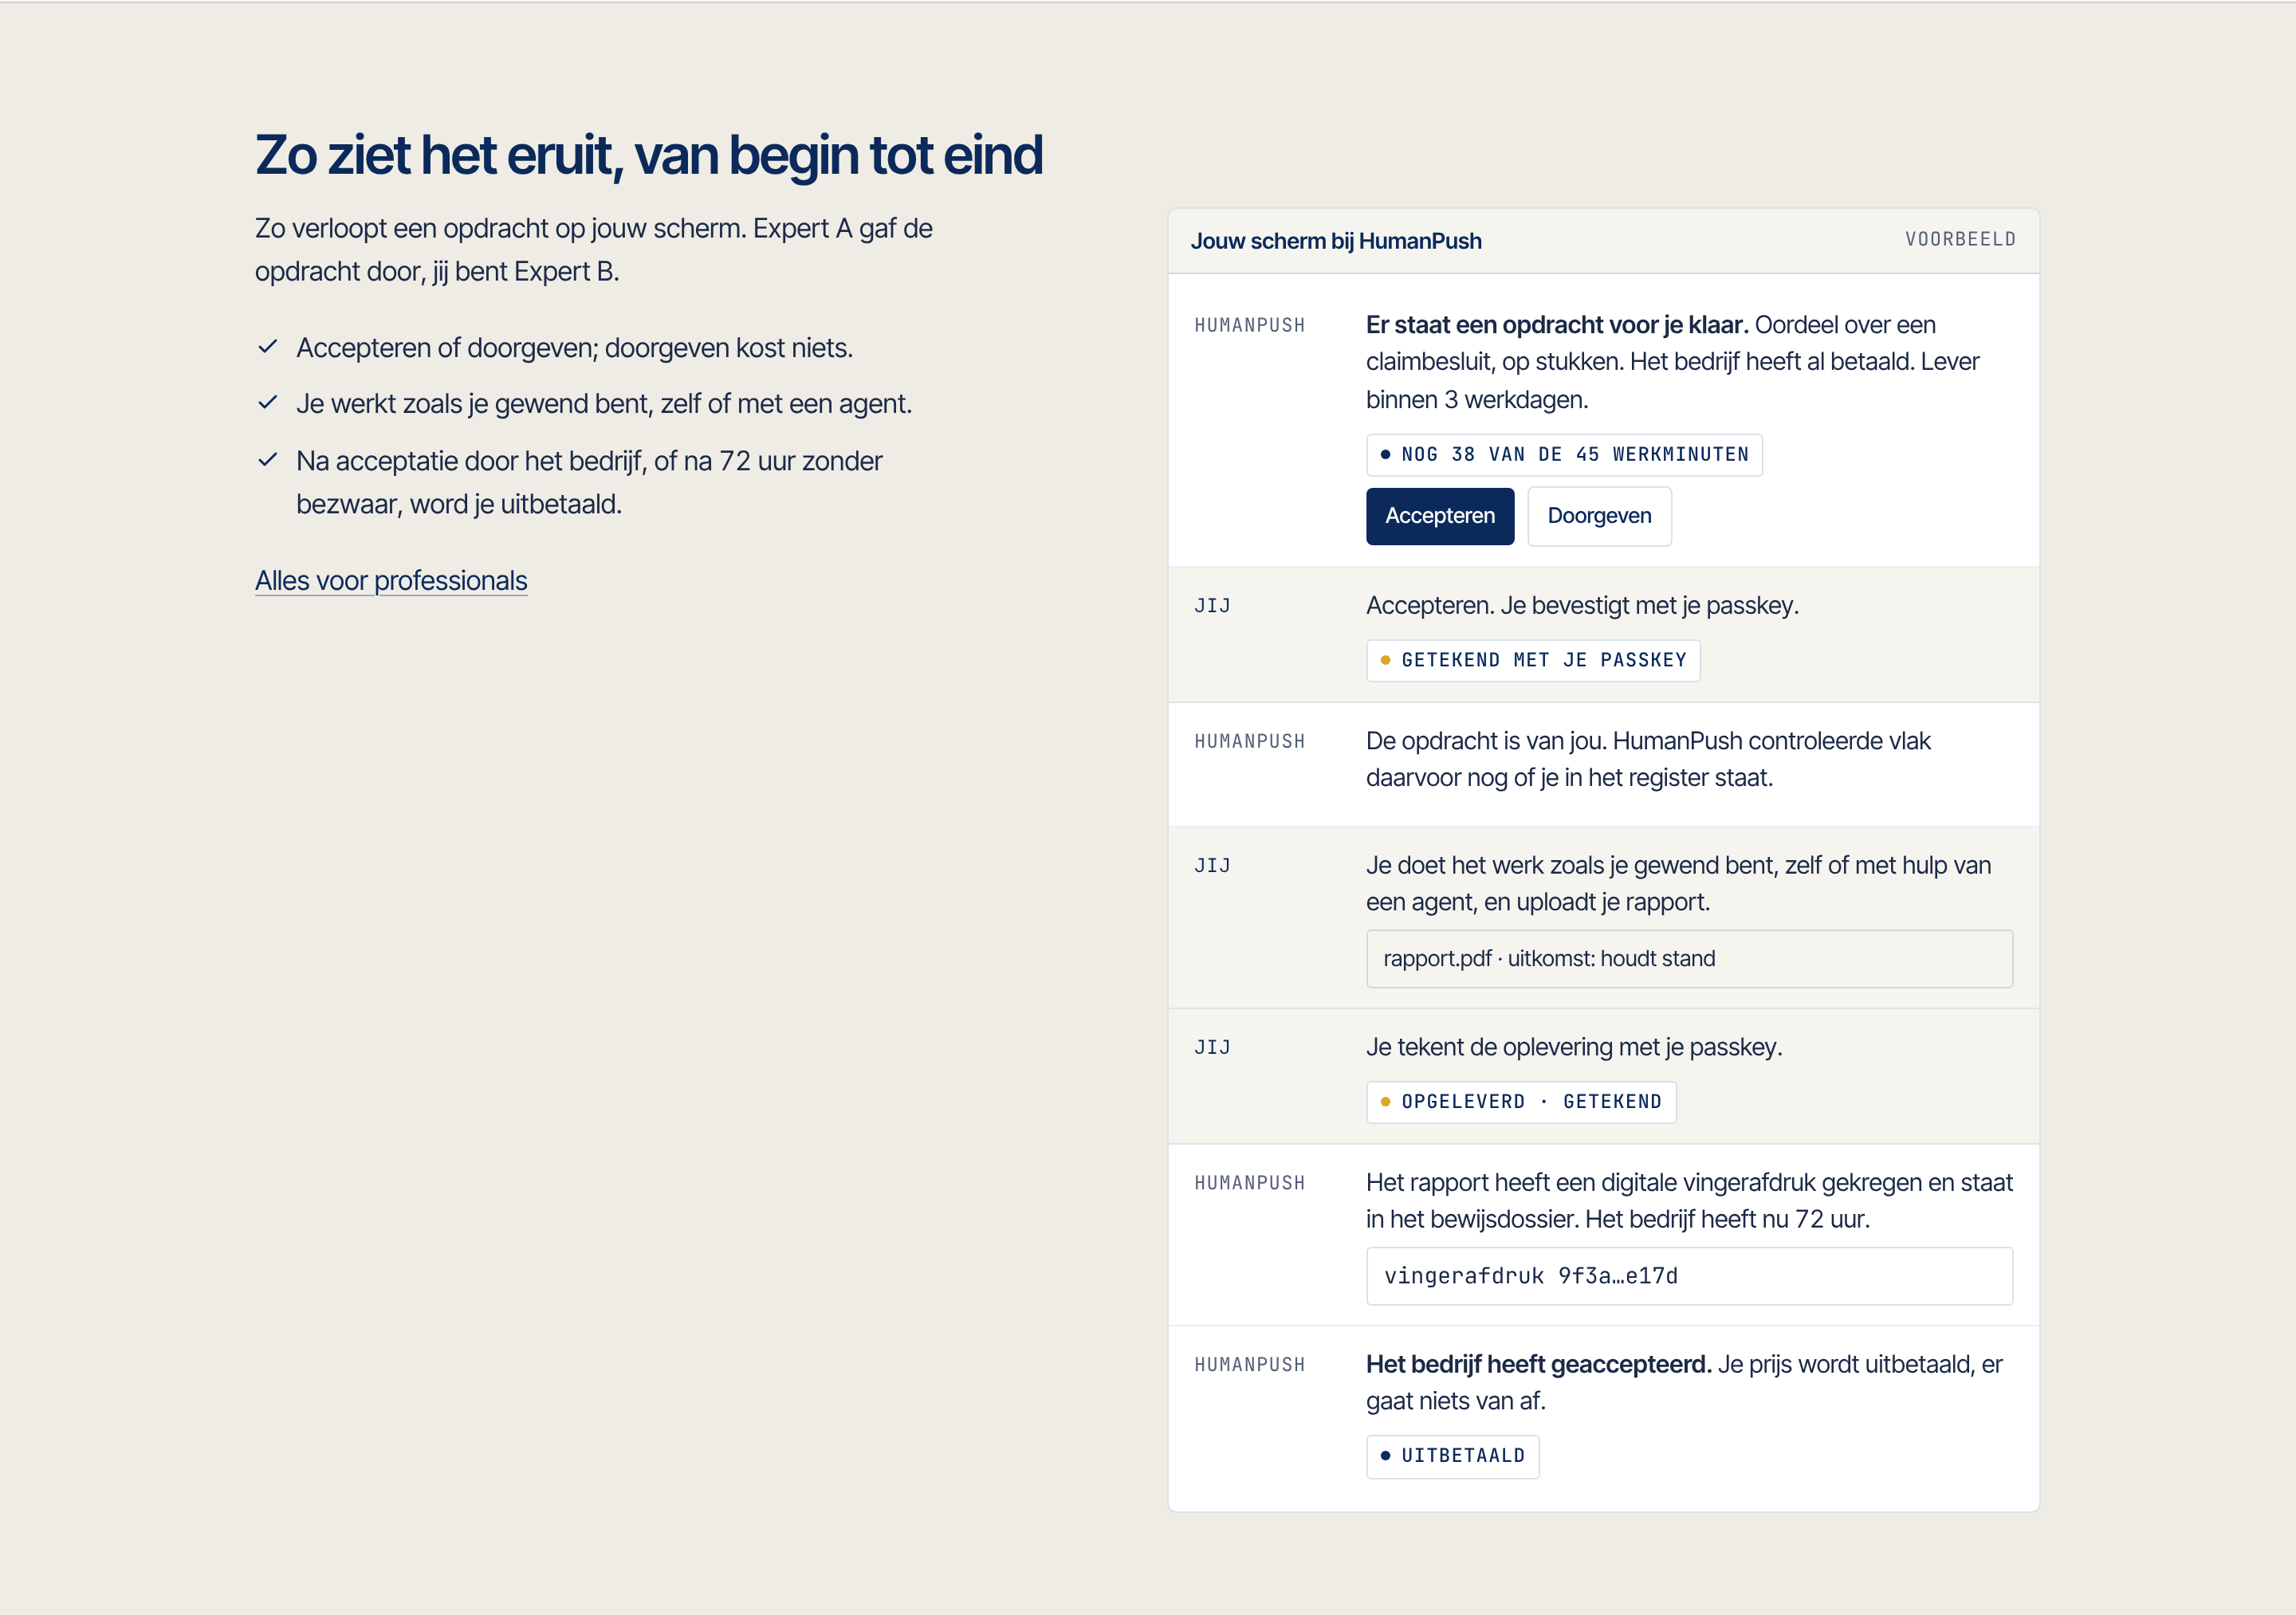 Zo ziet het eruit, van begin tot eind
Zo verloopt een opdracht op jouw scherm. Expert A gaf de
opdracht door, jij bent Expert B.
Accepteren of doorgeven; doorgeven kost niets.
Je werkt zoals je gewend bent, zelf of met een agent.
Na acceptatie door het bedrijf, of na 72 uur zonder
bezwaar, word je uitbetaald.
Alles voor professionals
Jouw scherm bij HumanPush
VOORBEELD
HUMANPUSH
Er staat een opdracht voor je klaar. Oordeel over een
claimbesluit, op stukken. Het bedrijf heeft al betaald. Lever
binnen 3 werkdagen.
NOG 38 VAN DE 45 WERKMINUTEN
Accepteren
Doorgeven
JIJ
Accepteren. Je bevestigt met je passkey.
GETEKEND MET JE PASSKEY
HUMANPUSH
De opdracht is van jou. HumanPush controleerde vlak
daarvoor nog of je in het register staat.
JIJ
Je doet het werk zoals je gewend bent, zelf of met hulp van
een agent, en uploadt je rapport.
rapport.pdf · uitkomst: houdt stand
JIJ
Je tekent de oplevering met je passkey.
OPGELEVERD · GETEKEND
HUMANPUSH
Het rapport heeft een digitale vingerafdruk gekregen en staat
in het bewijsdossier. Het bedrijf heeft nu 72 uur.
vingerafdruk 9f3a…e17d
HUMANPUSH
Het bedrijf heeft geaccepteerd. Je prijs wordt uitbetaald, er
gaat niets van af.
UITBETAALD